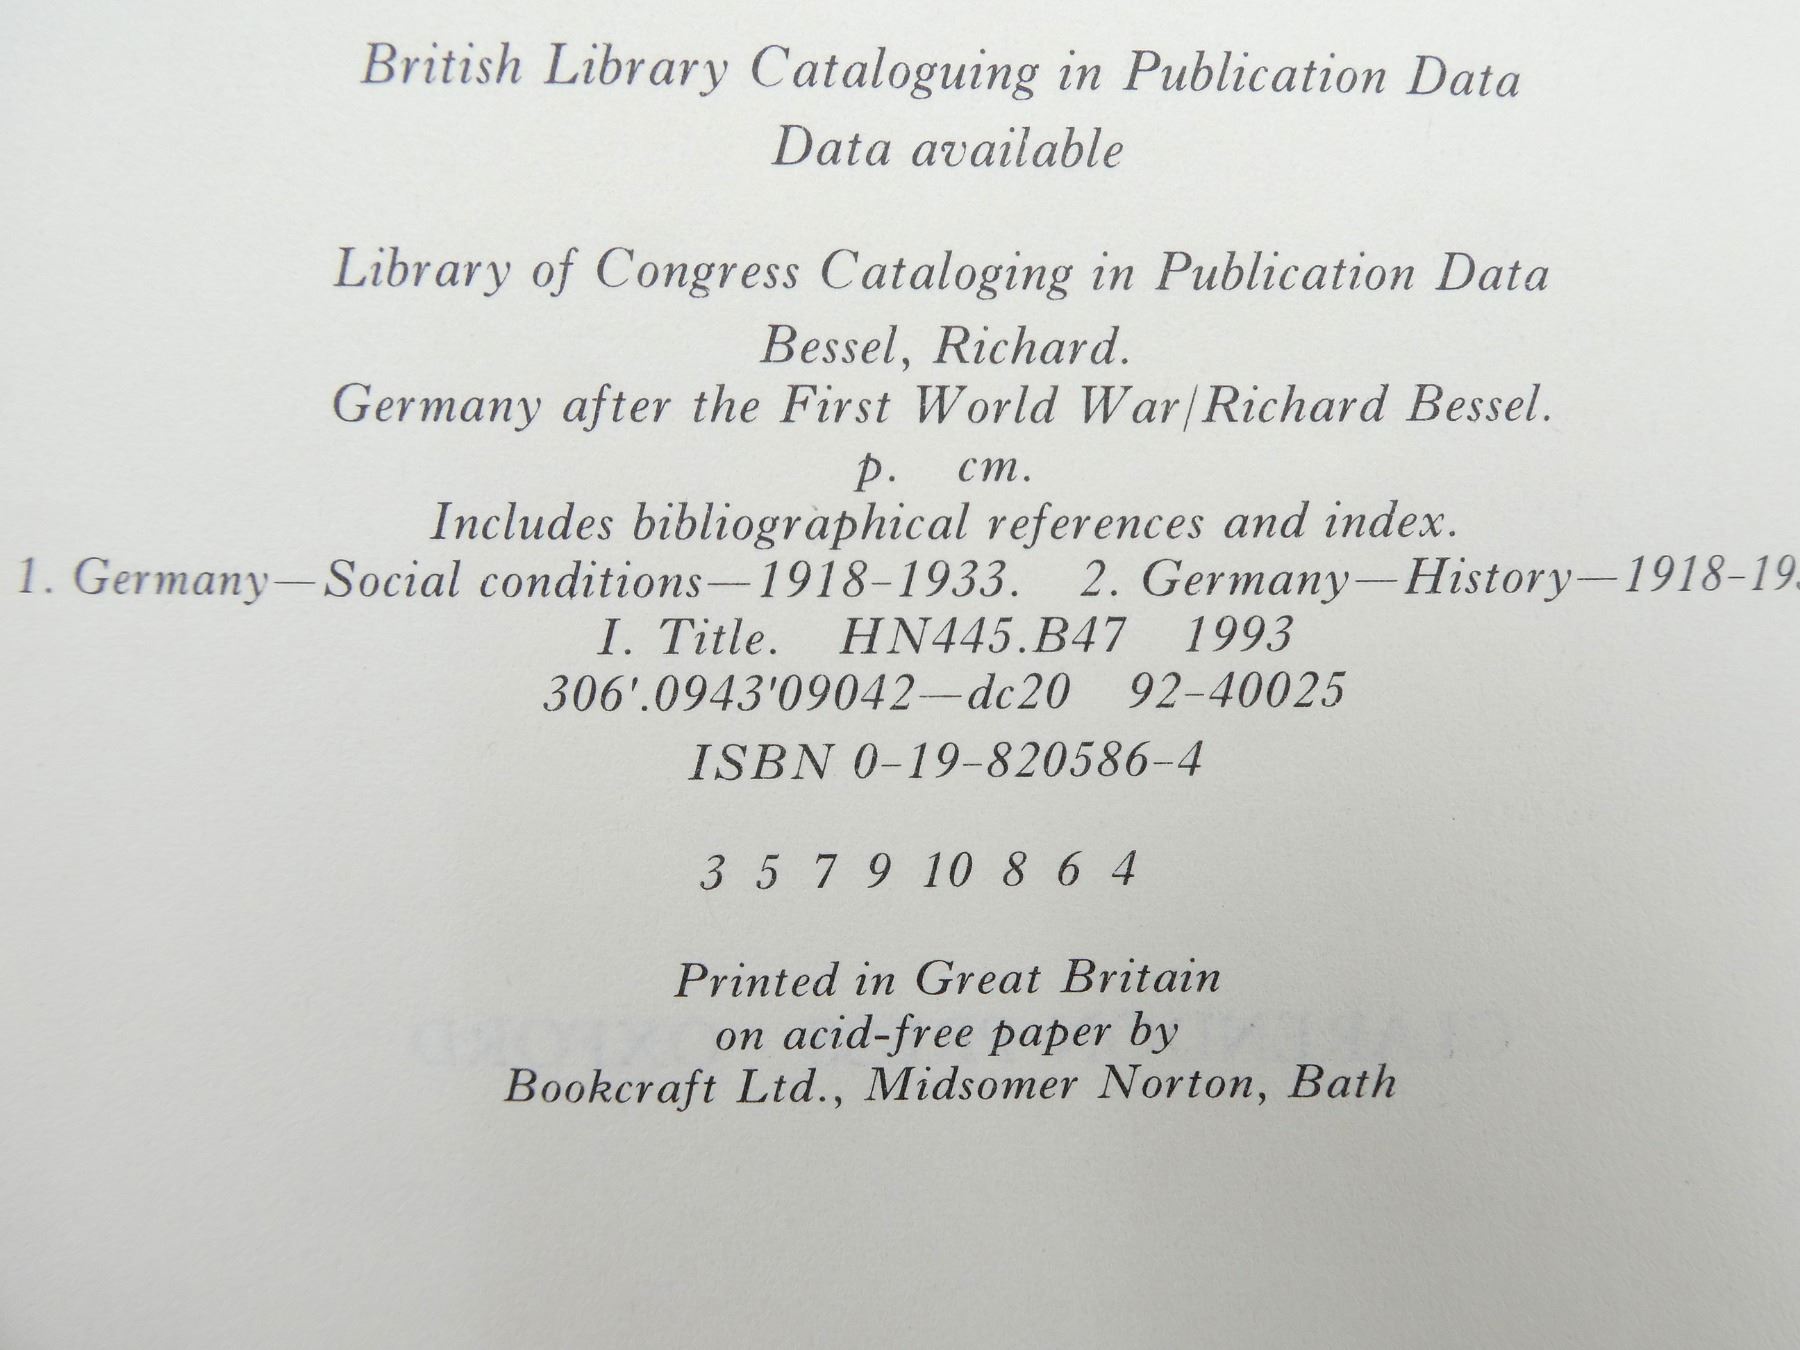 British Library Cataloguing in Publication Data
Data available
Library of Congress Cataloging in Publication Data
Bessel, Richard.
Germany after the First World War/Richard Bessel.
p. cm.
Includes bibliographical references and index.
1. Germany—Social conditions—1918–1933. 2. Germany—History—1918–19
I. Title. HN445.B47 1993
306'.0943'09042—dc20 92–40025
ISBN 0–19–820586–4
3 5 7 9 10 8 6 4
Printed in Great Britain
on acid-free paper by
Bookcraft Ltd., Midsomer Norton, Bath